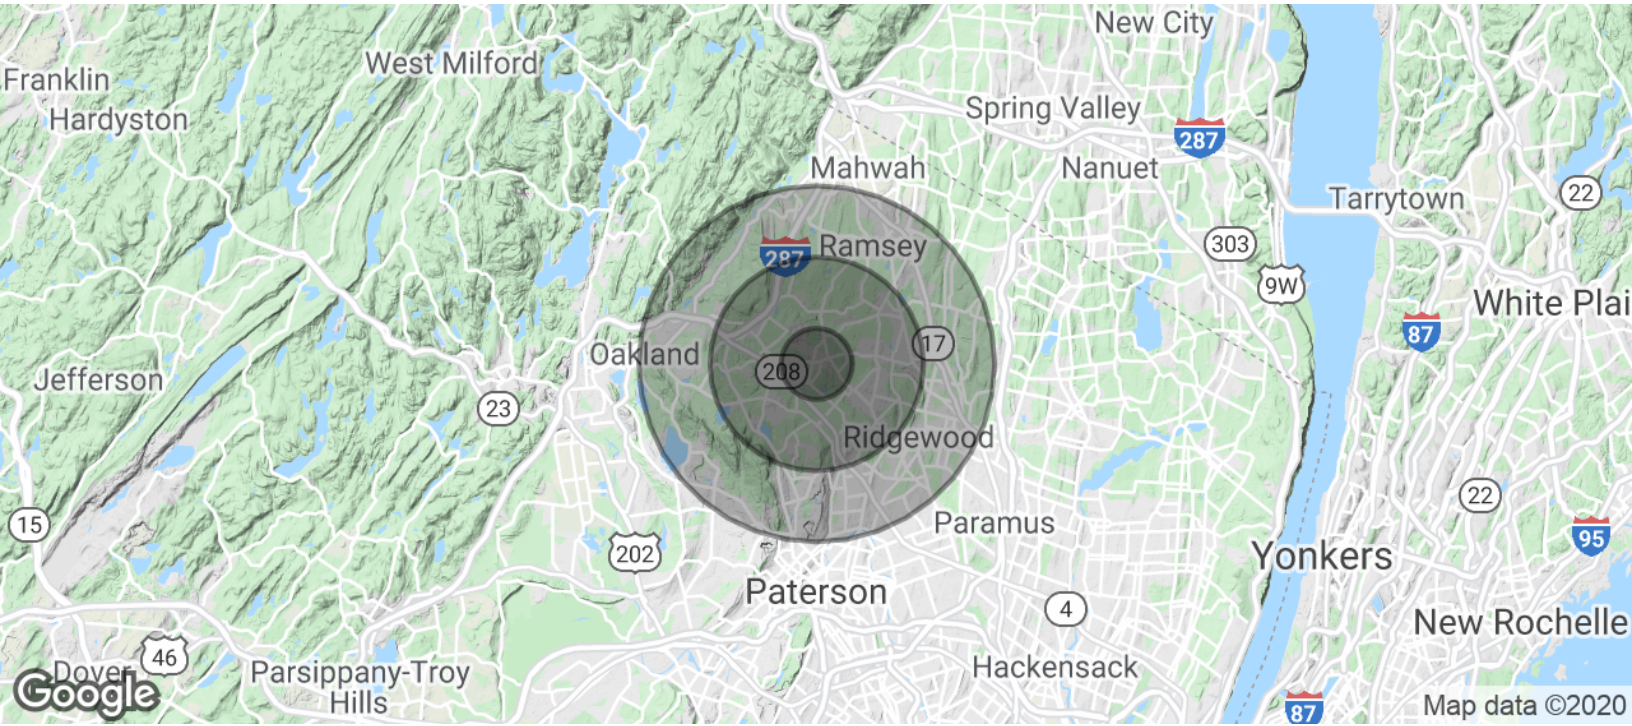 New City
West Milford
Franklin
Hardyston
Spring Valley
287
Mahwah
Nanuet
Tarrytown
22
Ramsey
303
287
9W
White Plai
87
17
Oakland
208
Jefferson
23
Ridgewood
22
15
Paramus
95
202
Yonkers
Paterson
4
New Rochelle
46
Dover
Parsippany-Troy
Hills
Hackensack
Google
87
Map data ©2020